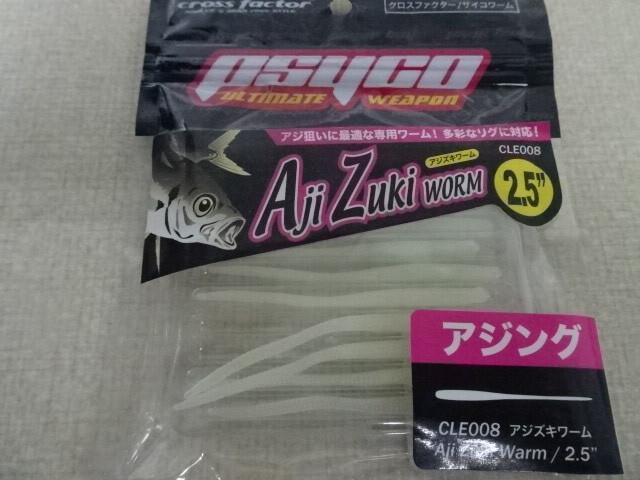 cross factor
クロスファクター/サイコワーム
PSYCO
ULTIMATE WEAPON
アジ狙いに最適な専用ワーム！多彩なリグに対応！
CLE008
アジズキワーム
Aji Zuki WORM
2.5"
アジング
CLE008 アジズキワーム
Aji Warm / 2.5"